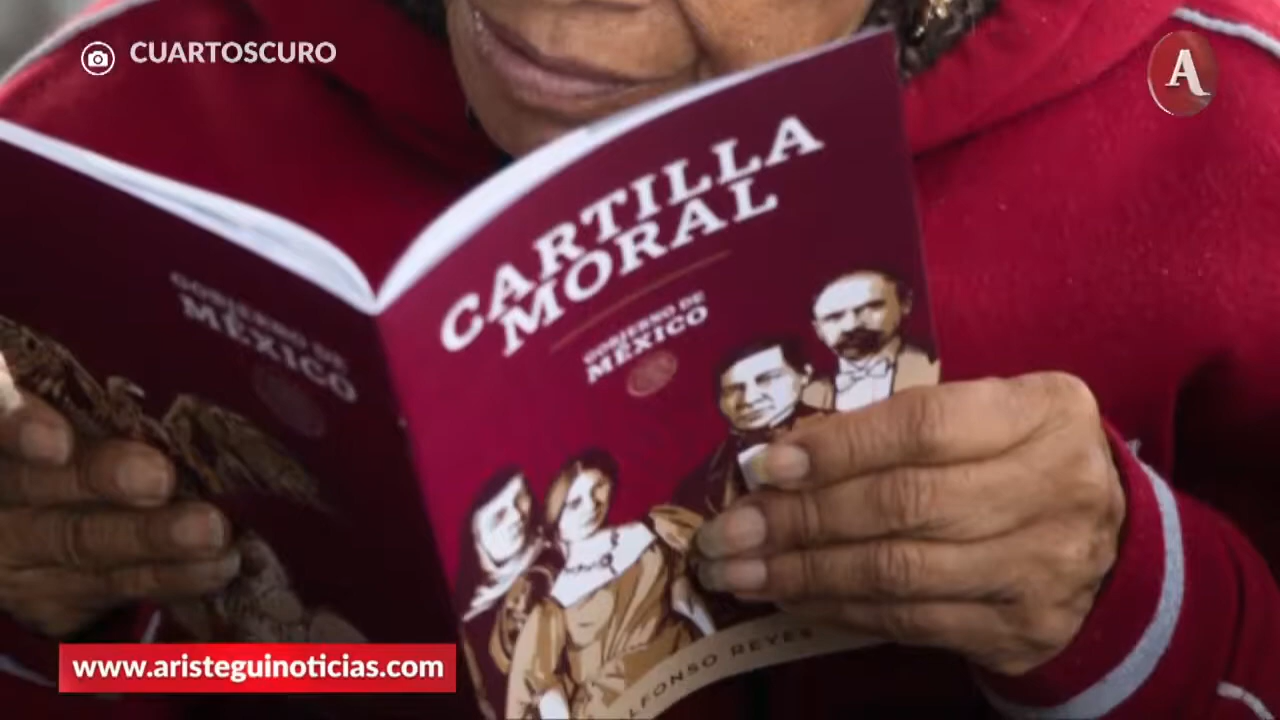 CUARTOSCURO
A
CARTILLA
MORAL
GOBIERNO DE
MÉXICO
GOBIERNO DE
MÉXICO
LFONSO REYES
www.aristeguinoticias.com